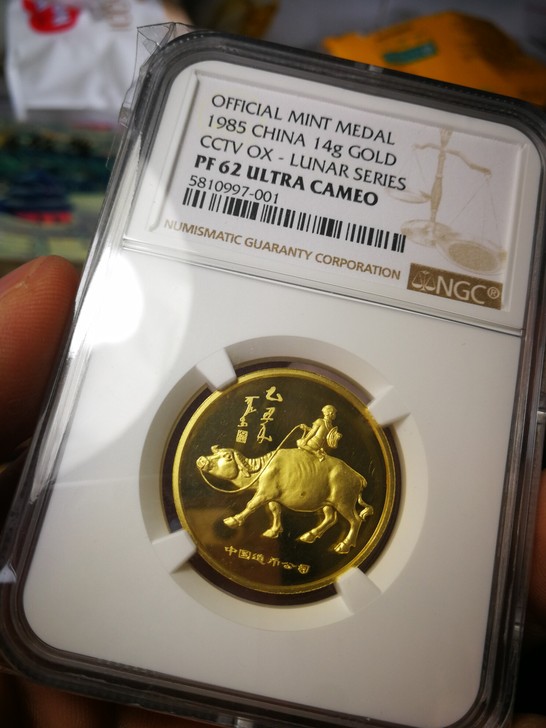 OFFICIAL MINT MEDAL
1985 CHINA 14g GOLD
CCTV OX - LUNAR SERIES
PF 62 ULTRA CAMEO
5810997-001
NUMISMATIC GUARANTY CORPORATION
NGC®
乙丑年
中国造币公司